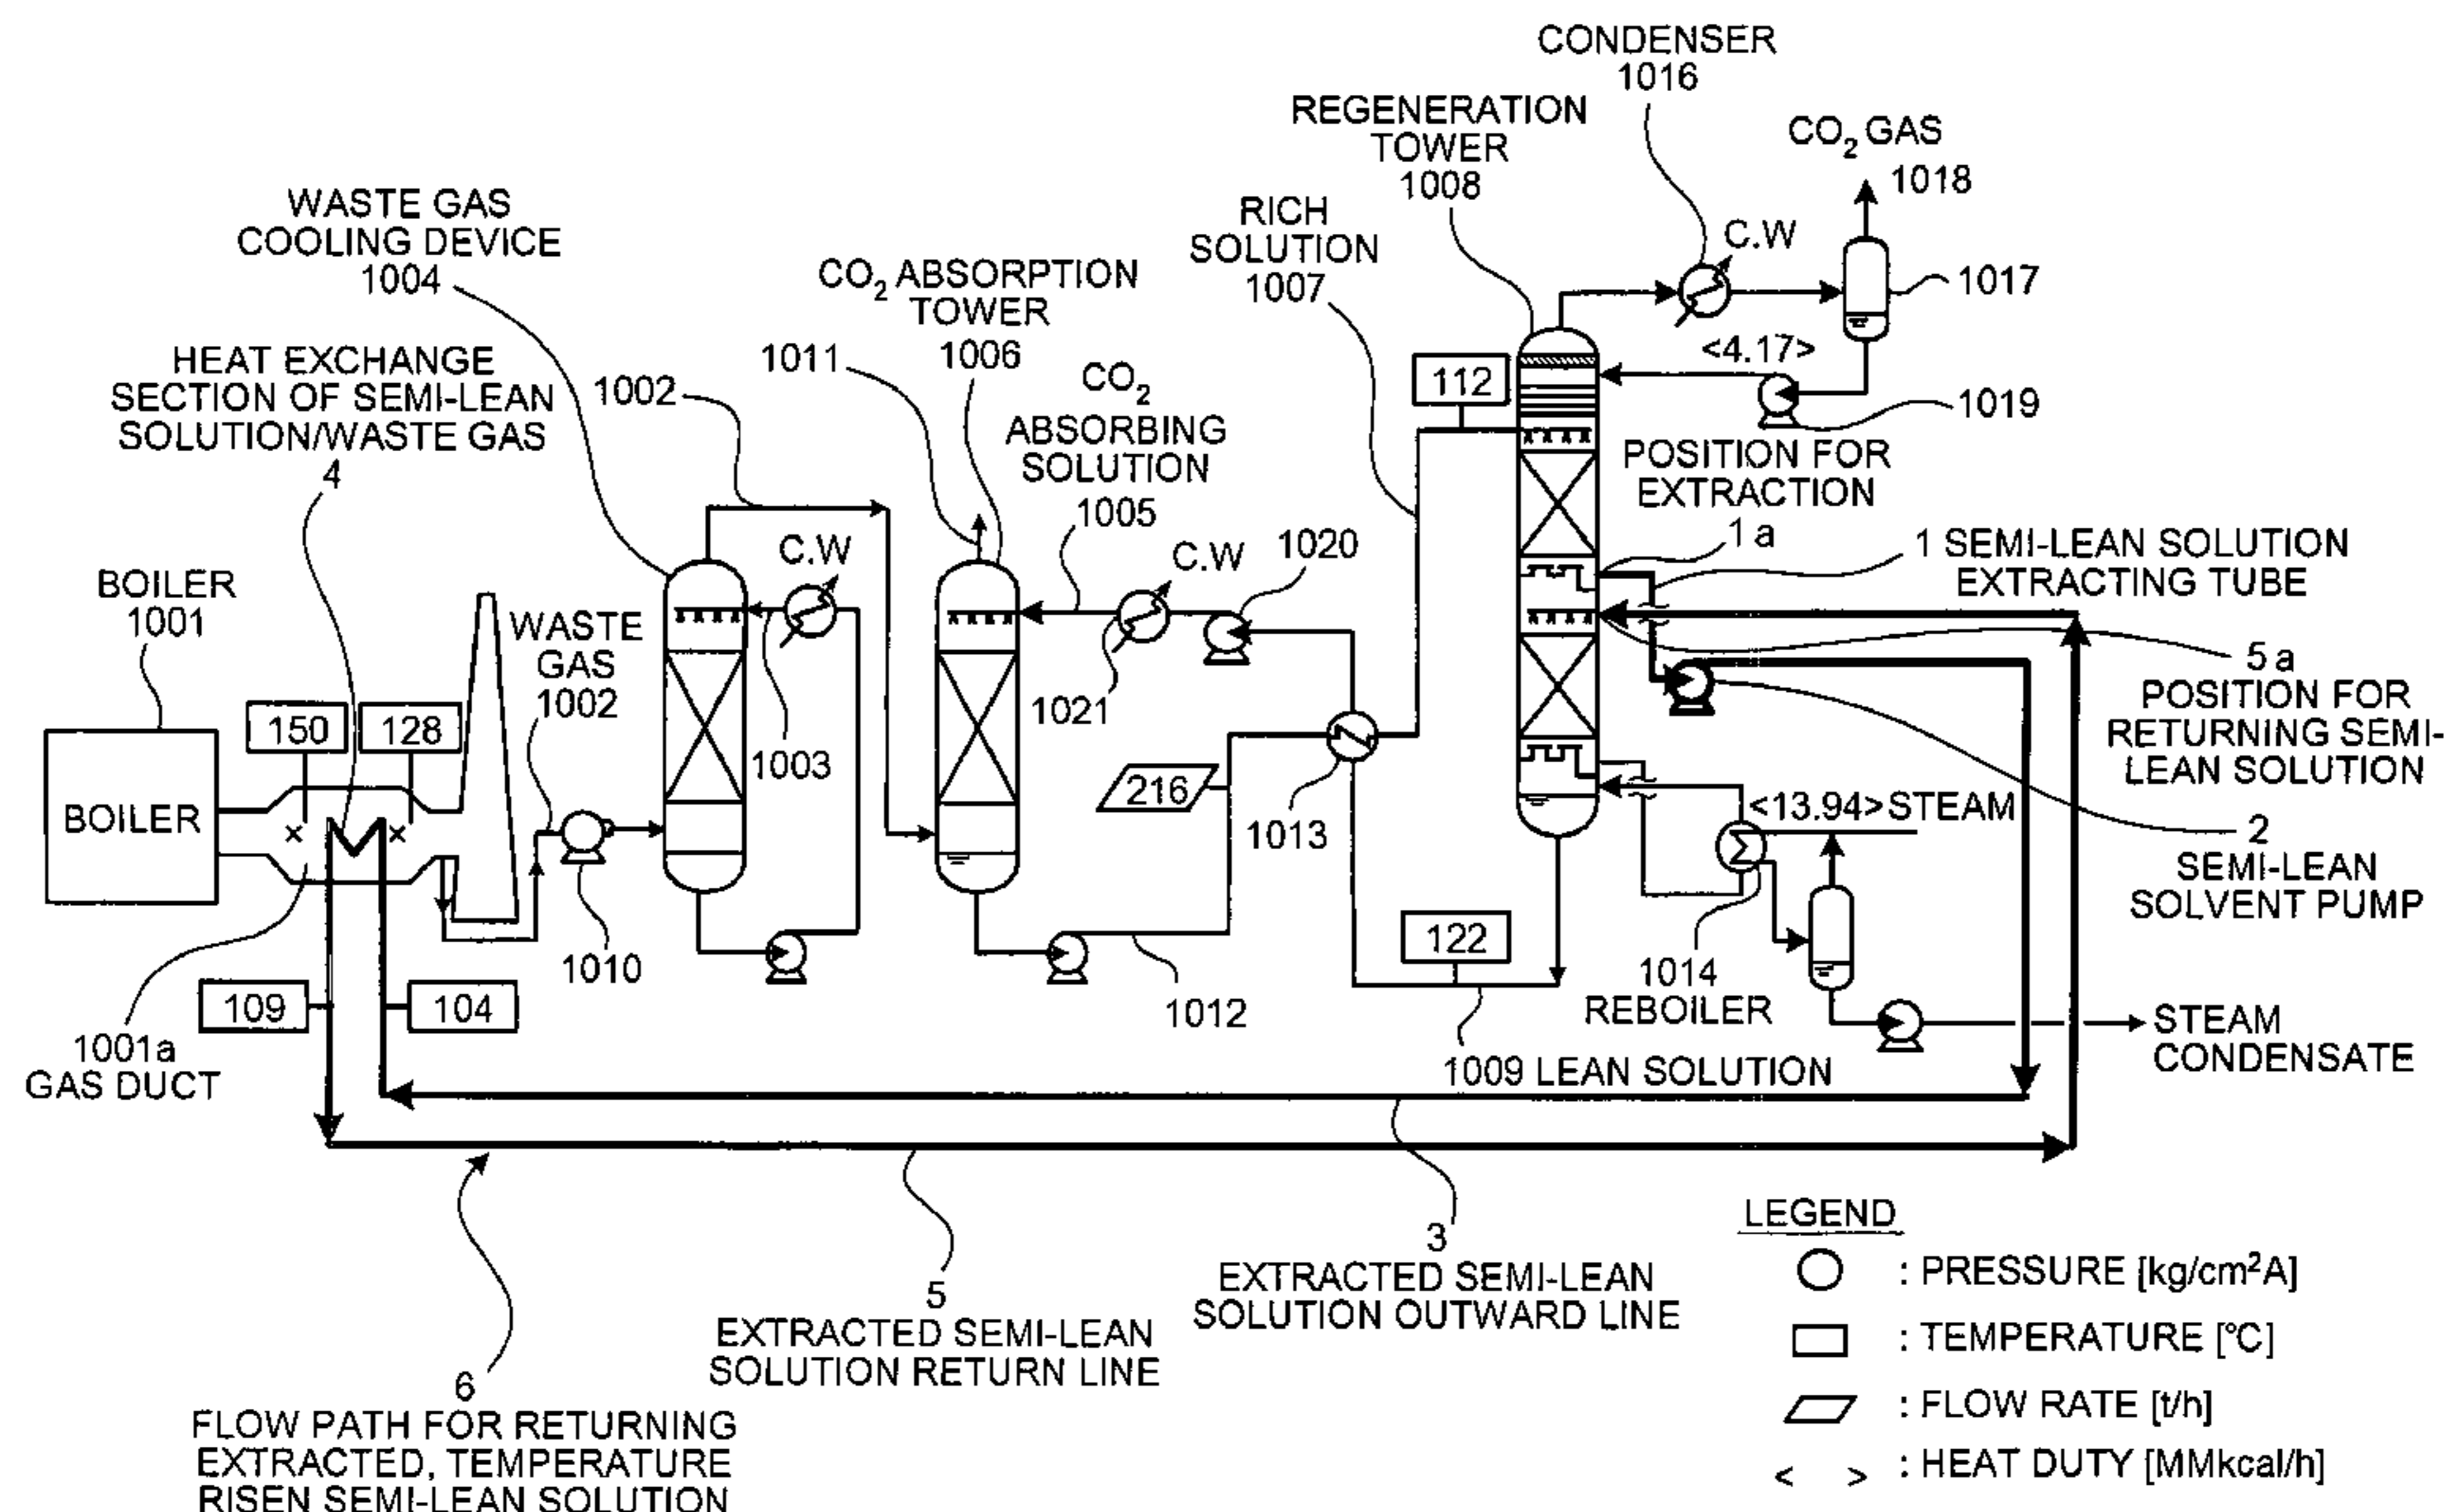 CONDENSER
1016
REGENERATION
TOWER
1008
CO₂ GAS
1018
WASTE GAS
COOLING DEVICE
1004
RICH
SOLUTION
1007
C.W
1017
CO₂ ABSORPTION
TOWER
1006
HEAT EXCHANGE
SECTION OF SEMI-LEAN
SOLUTION/WASTE GAS
4
1011
1002
CO₂
ABSORBING
SOLUTION
1005
112
<4.17>
1019
POSITION FOR
EXTRACTION
1a
1 SEMI-LEAN SOLUTION
EXTRACTING TUBE
C.W
C.W
1020
BOILER
1001
WASTE
GAS
1002
150
128
1003
1021
216
1013
5a
POSITION FOR
RETURNING SEMI-
LEAN SOLUTION
BOILER
<13.94> STEAM
2
SEMI-LEAN
SOLVENT PUMP
1010
122
1014
REBOILER
109
104
1012
1001a
GAS DUCT
1009 LEAN SOLUTION
STEAM
CONDENSATE
3
EXTRACTED SEMI-LEAN
SOLUTION OUTWARD LINE
5
EXTRACTED SEMI-LEAN
SOLUTION RETURN LINE
6
FLOW PATH FOR RETURNING
EXTRACTED, TEMPERATURE
RISEN SEMI-LEAN SOLUTION
LEGEND
: PRESSURE [kg/cm²A]
: TEMPERATURE [°C]
: FLOW RATE [t/h]
< > : HEAT DUTY [MMkcal/h]